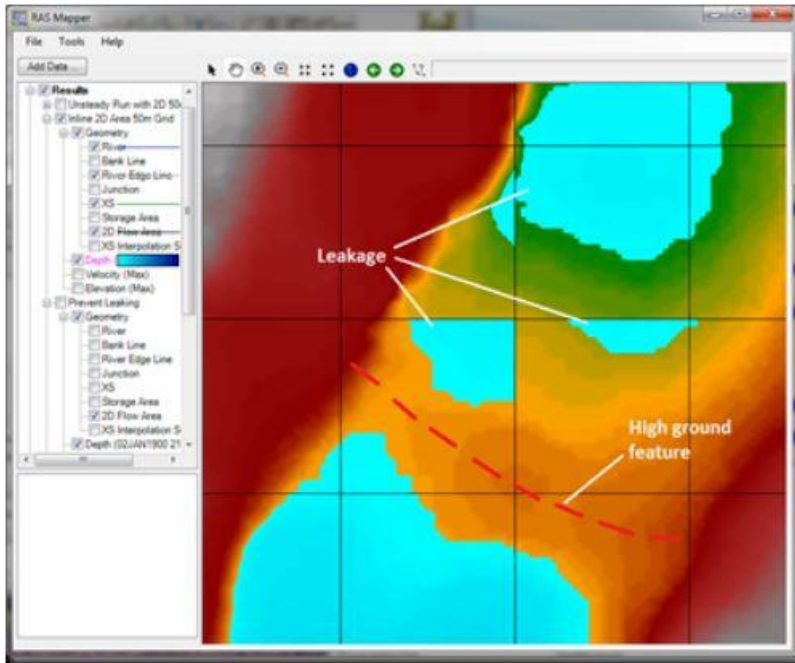 RAS Mapper
File Tools Help
Add Data ...
Results
Unsteady Run with 2D 50
Inline 2D Area 50m Grid
Geometry
River
Bank Line
River Edge Line
Junction
XS
Storage Area
2D Flow Area
XS Interpolation S
Depth
Velocity (Max)
Elevation (Max)
Prevent Leaking
Geometry
River
Bank Line
River Edge Line
Junction
XS
Storage Area
2D Flow Area
XS Interpolation S
Depth (02JAN1900 21
Leakage
High ground
feature